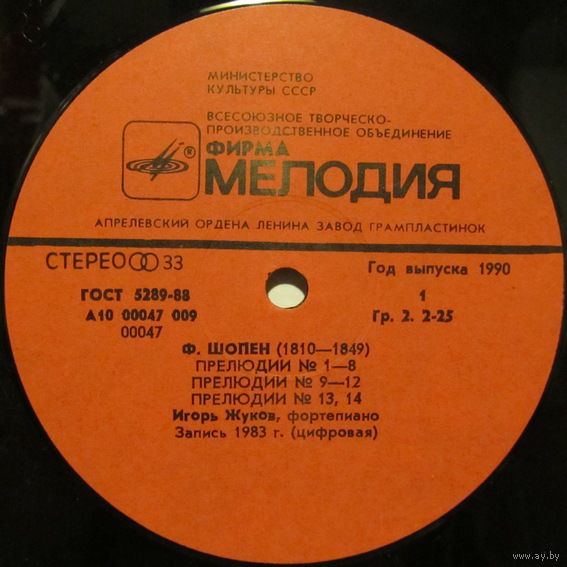 МИНИСТЕРСТВО
КУЛЬТУРЫ СССР
ВСЕСОЮЗНОЕ ТВОРЧЕСКО-
ПРОИЗВОДСТВЕННОЕ ОБЪЕДИНЕНИЕ
®
ФИРМА
МЕЛОДИЯ
АПРЕЛЕВСКИЙ ОРДЕНА ЛЕНИНА ЗАВОД ГРАМПЛАСТИНОК
СТЕРЕО 33
Год выпуска 1990
ГОСТ 5289-88
1
А10 00047 009
Гр. 2. 2-25
00047
Ф. ШОПЕН (1810—1849)
ПРЕЛЮДИИ № 1—8
ПРЕЛЮДИИ № 9—12
ПРЕЛЮДИИ № 13, 14
Игорь Жуков, фортепиано
Запись 1983 г. (цифровая)
www.ay.by